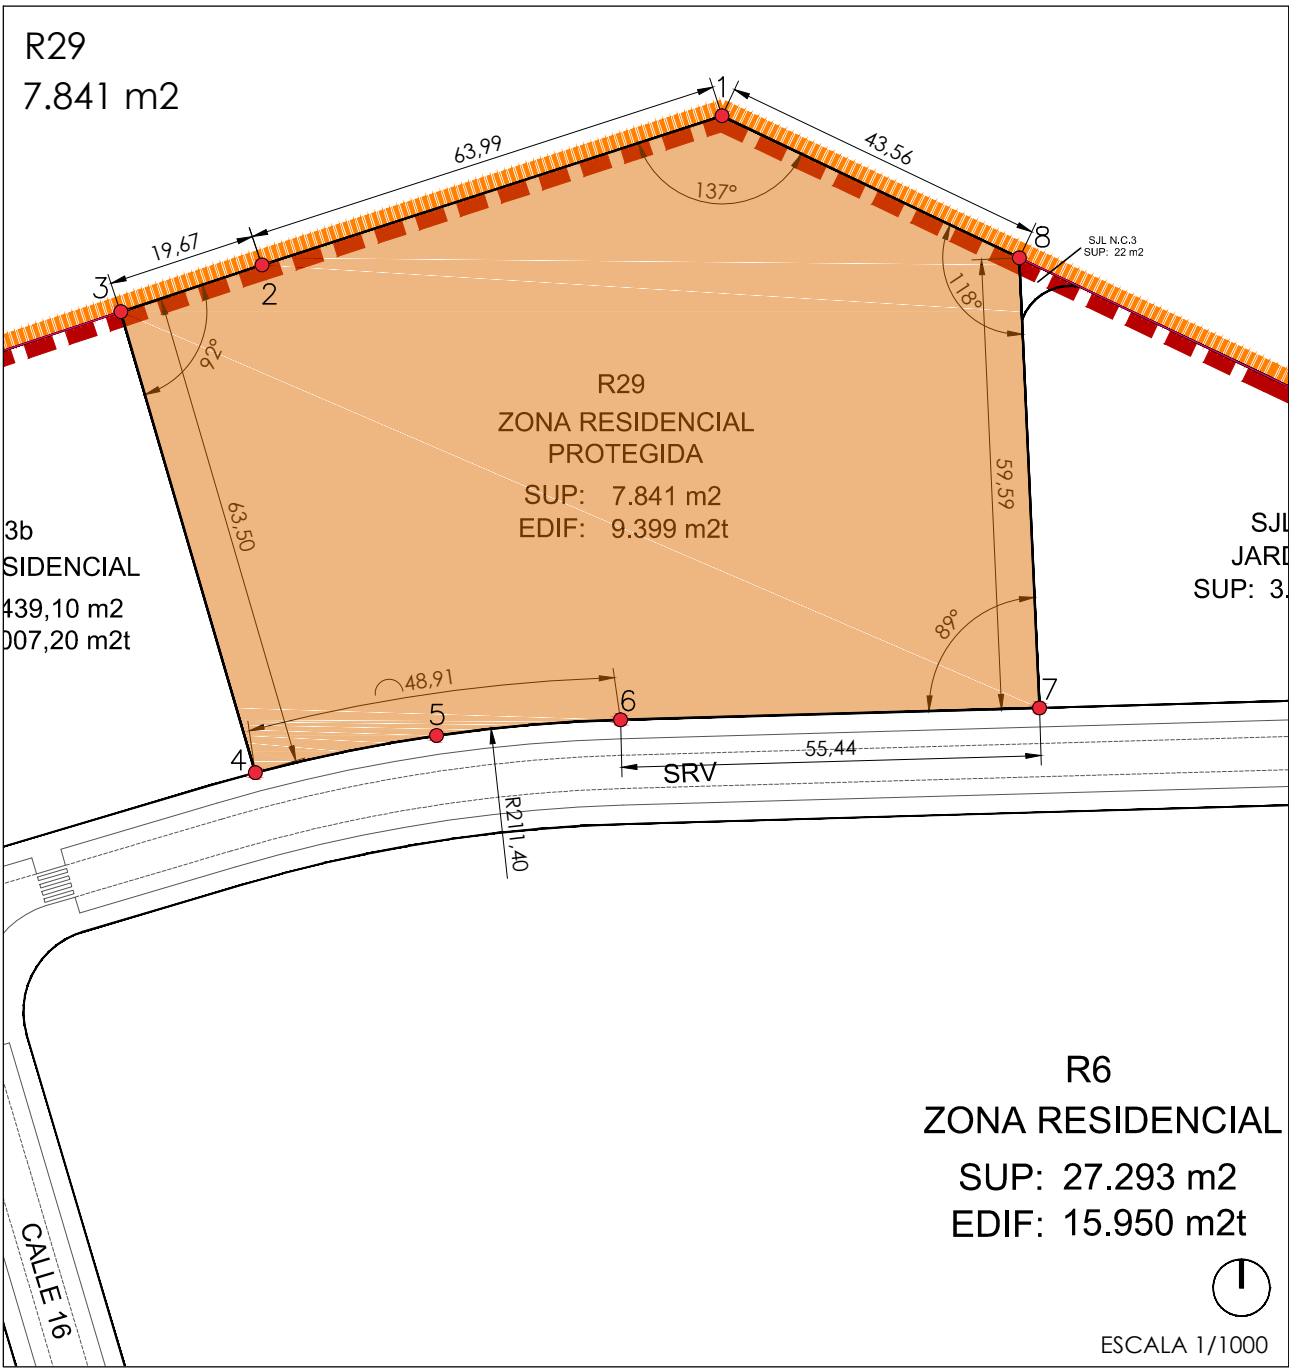 R29
7.841 m2
1
63,99
43,56
137°
8
SJL N.C.3
SUP: 22 m2
19,67
2
3
118°
92°
R29
ZONA RESIDENCIAL
PROTEGIDA
SUP: 7.841 m2
EDIF: 9.399 m2t
59,59
63,50
3b
SIDENCIAL
439,10 m2
007,20 m2t
SJL
JARD
SUP: 3.
89°
48,91
7
6
5
4
55,44
SRV
R211,40
R6
ZONA RESIDENCIAL
SUP: 27.293 m2
EDIF: 15.950 m2t
CALLE 16
ESCALA 1/1000